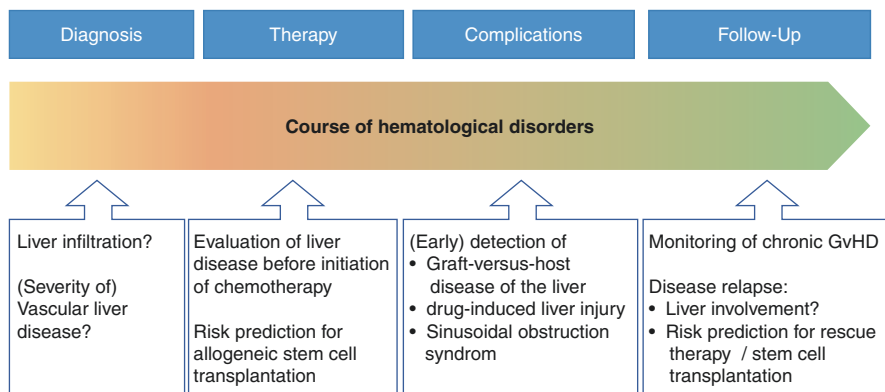 Diagnosis
Therapy
Complications
Follow-Up
Course of hematological disorders
Liver infiltration?
(Severity of)
Vascular liver
disease?
Evaluation of liver
disease before initiation
of chemotherapy
Risk prediction for
allogeneic stem cell
transplantation
(Early) detection of
• Graft-versus-host
disease of the liver
• drug-induced liver injury
• Sinusoidal obstruction
syndrom
Monitoring of chronic GvHD
Disease relapse:
• Liver involvement?
• Risk prediction for rescue
therapy / stem cell
transplantation